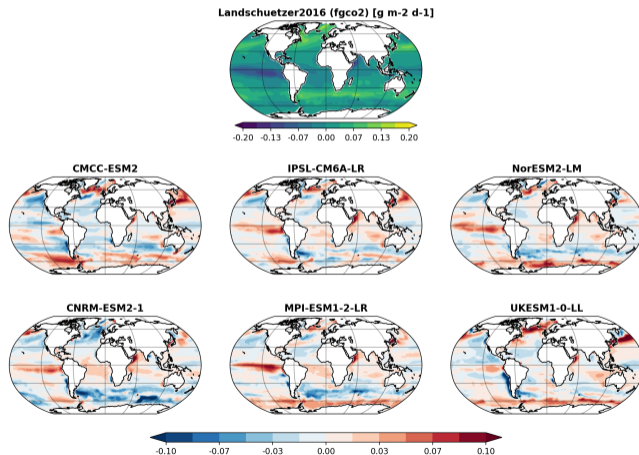 Landschuetzer2016 (fgco2) [g m-2 d-1]
-0.20 -0.13 -0.07 0.00 0.07 0.13 0.20
CMCC-ESM2 IPSL-CM6A-LR NorESM2-LM
CNRM-ESM2-1 MPI-ESM1-2-LR UKESM1-0-LL
-0.10 -0.07 -0.03 0.00 0.03 0.07 0.10